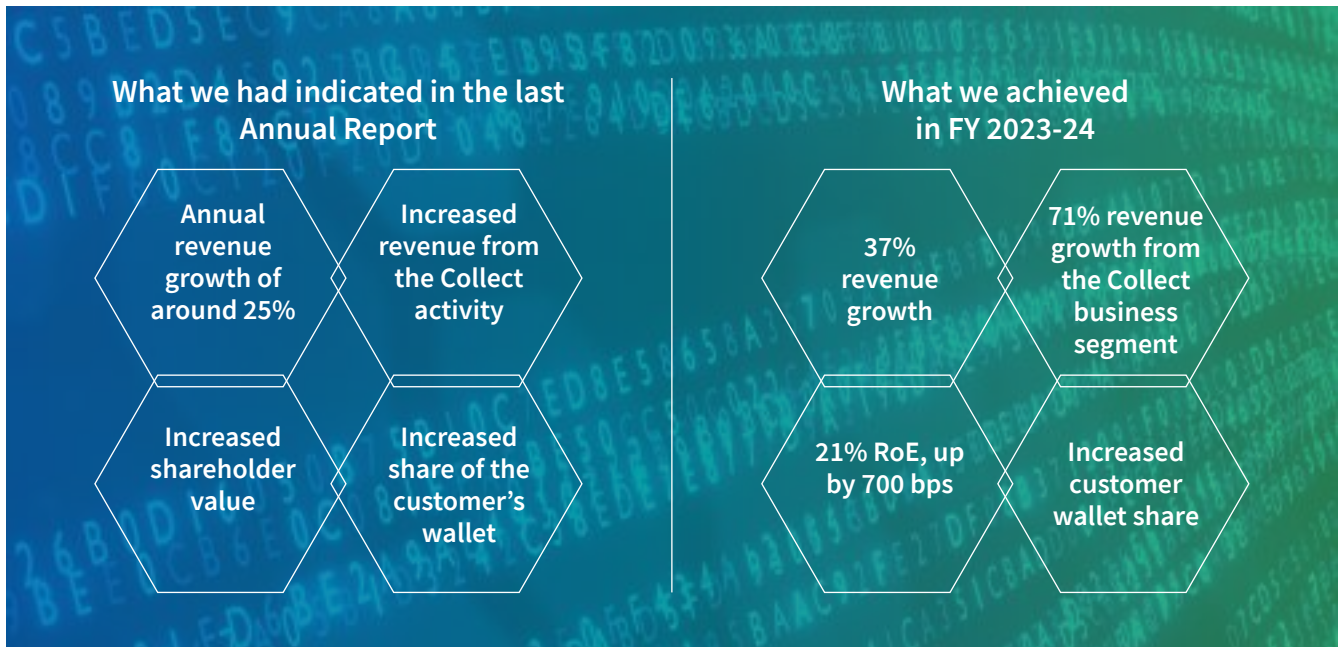 What we had indicated in the last
Annual Report
Annual
revenue
growth of
around 25%
Increased
revenue from
the Collect
activity
Increased
shareholder
value
Increased
share of the
customer’s
wallet
What we achieved
in FY 2023-24
37%
revenue
growth
71% revenue
growth from
the Collect
business
segment
21% RoE, up
by 700 bps
Increased
customer
wallet share